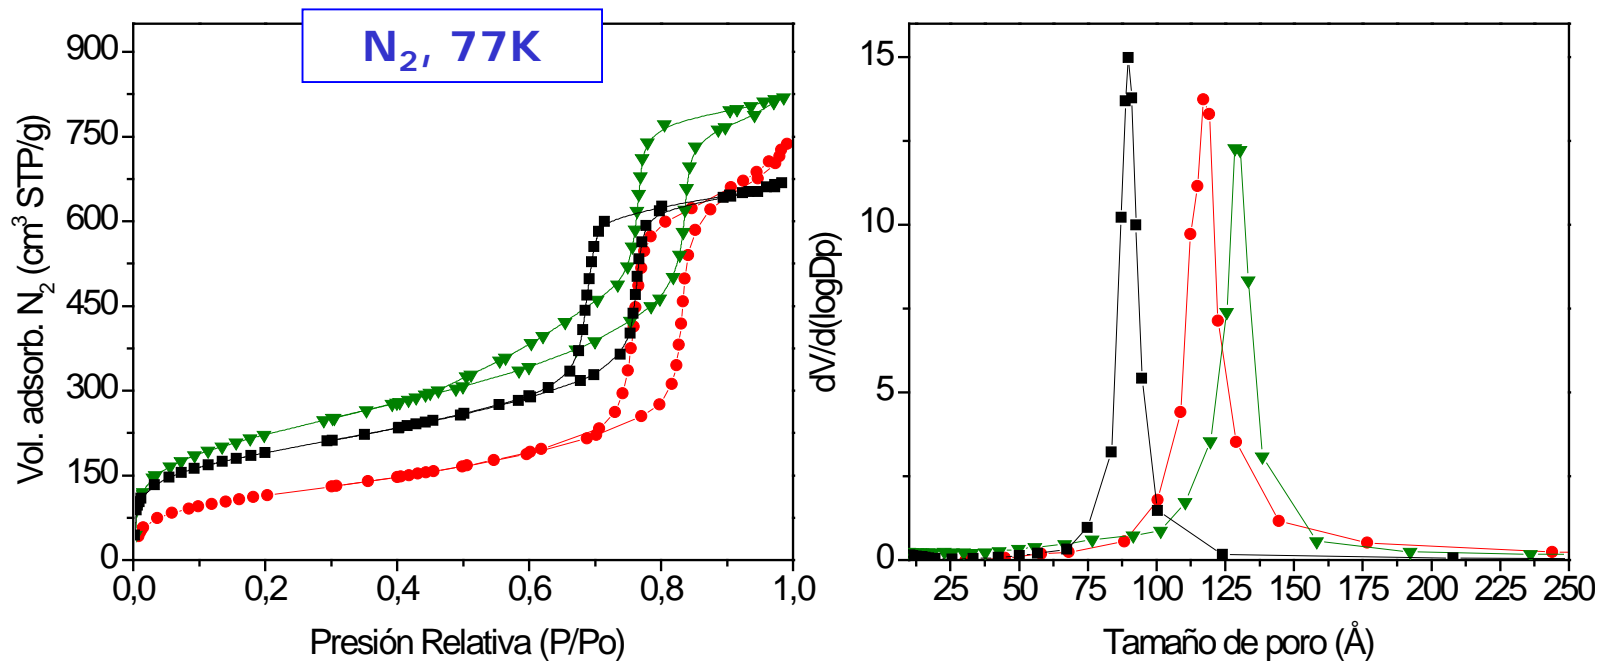 N₂, 77K
Vol. adsorb. N₂ (cm³ STP/g)
900
750
600
450
300
150
0
0,0 0,2 0,4 0,6 0,8 1,0
Presión Relativa (P/Po)
dV/d(logDp)
15
10
5
0
25 50 75 100 125 150 175 200 225 250
Tamaño de poro (Å)